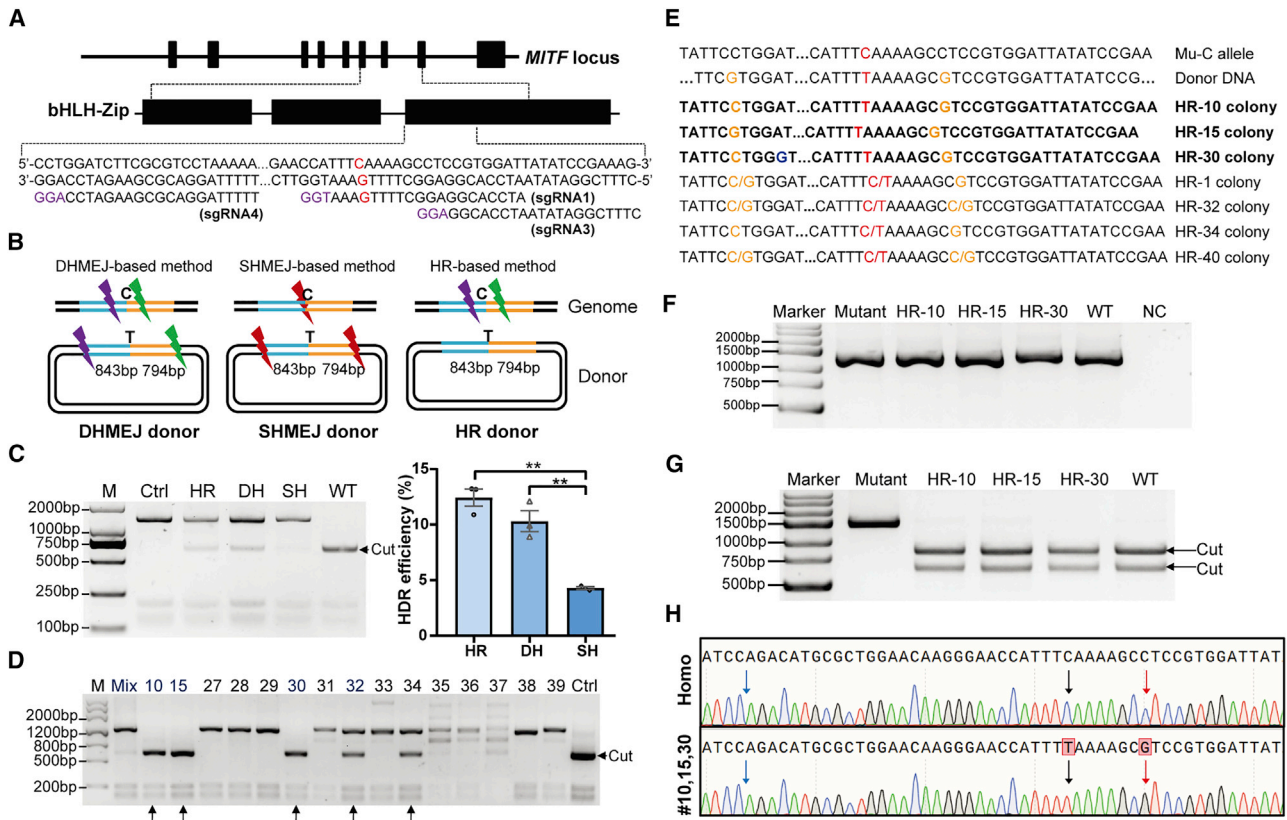 A
MITF locus
bHLH-Zip
5'-CCTGGATCTTCGCGTCCTAAAAA...GAACCATTTCAAAAGCCTCCGTGGATTATATCCGAAAG-3'
3'-GGACCTAGAAGCGCAGGATTTTT...CTTGGTAAAGTTTTCGGAGGCACCTAATATAGGCTTTC-5'
GGACCTAGAAGCGCAGGATTTTT GGTAAAGTTTTCGGAGGCACCTA (sgRNA1)
(sgRNA4) GGAGGCACCTAATATAGGCTTTC
(sgRNA3)
B
DHMEJ-based method SHMEJ-based method HR-based method
C C C
Genome
T T T
843bp 794bp 843bp 794bp 843bp 794bp
Donor
DHMEJ donor SHMEJ donor HR donor
C
M Ctrl HR DH SH WT
2000bp
1000bp
750bp
500bp
250bp
100bp
Cut
HDR efficiency (%)
15
10
5
0
**
**
HR DH SH
D
M Mix 10 15 27 28 29 30 31 32 33 34 35 36 37 38 39 Ctrl
2000bp
1200bp
800bp
500bp
200bp
Cut
E
TATTCCTGGAT...CATTTCAAAAGCCTCCGTGGATTATATCCGAA Mu-C allele
...TTCGTGGAT...CATTTTAAAAGCGTCCGTGGATTATATCCG... Donor DNA
TATTCCTGGAT...CATTTTAAAAGCGTCCGTGGATTATATCCGAA HR-10 colony
TATTCGTGGAT...CATTTTAAAAGCGTCCGTGGATTATATCCGAA HR-15 colony
TATTCCTGGGT...CATTTTAAAAGCGTCCGTGGATTATATCCGAA HR-30 colony
TATTCC/GTGGAT...CATTTC/TAAAAGCGTCCGTGGATTATATCCGAA HR-1 colony
TATTCC/GTGGAT...CATTTC/TAAAAGCC/GTCCGTGGATTATATCCGAA HR-32 colony
TATTCCTGGAT...CATTTC/TAAAAGCGTCCGTGGATTATATCCGAA HR-34 colony
TATTCC/GTGGAT...CATTTC/TAAAAGCC/GTCCGTGGATTATATCCGAA HR-40 colony
F
Marker Mutant HR-10 HR-15 HR-30 WT NC
2000bp
1500bp
1000bp
750bp
500bp
G
Marker Mutant HR-10 HR-15 HR-30 WT
2000bp
1500bp
1000bp
750bp
500bp
Cut
Cut
H
Homo
ATCCAGACATGCGCTGGAACAAGGGAACCATTTCAAAAGCCTCCGTGGATTAT
#10,15,30
ATCCAGACATGCGCTGGAACAAGGGAACCATTTTAAAAGCGTCCGTGGATTAT